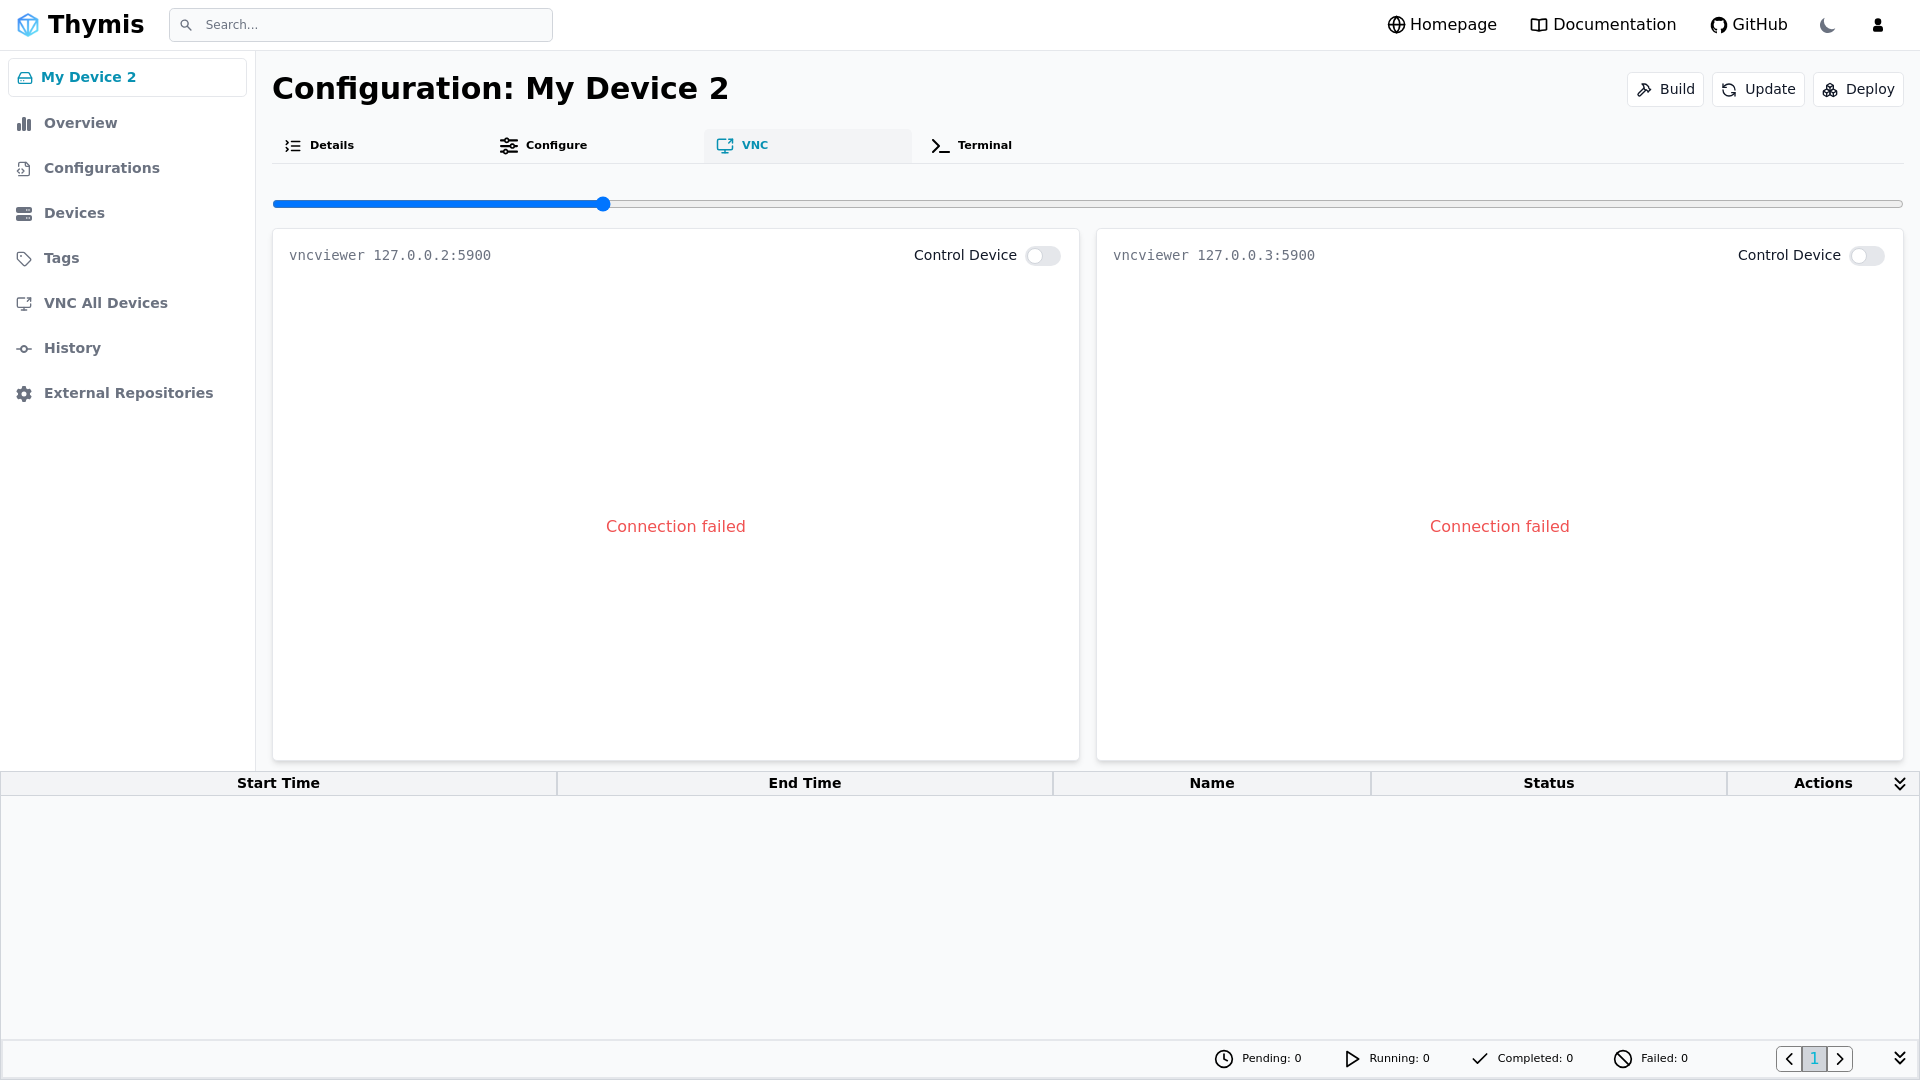 Thymis
Search...
Homepage
Documentation
GitHub
My Device 2
Overview
Configurations
Devices
Tags
VNC All Devices
History
External Repositories
Configuration: My Device 2
Build
Update
Deploy
Details
Configure
VNC
Terminal
vncviewer 127.0.0.2:5900
Control Device
Connection failed
vncviewer 127.0.0.3:5900
Control Device
Connection failed
Start Time
End Time
Name
Status
Actions
Pending: 0
Running: 0
Completed: 0
Failed: 0
1